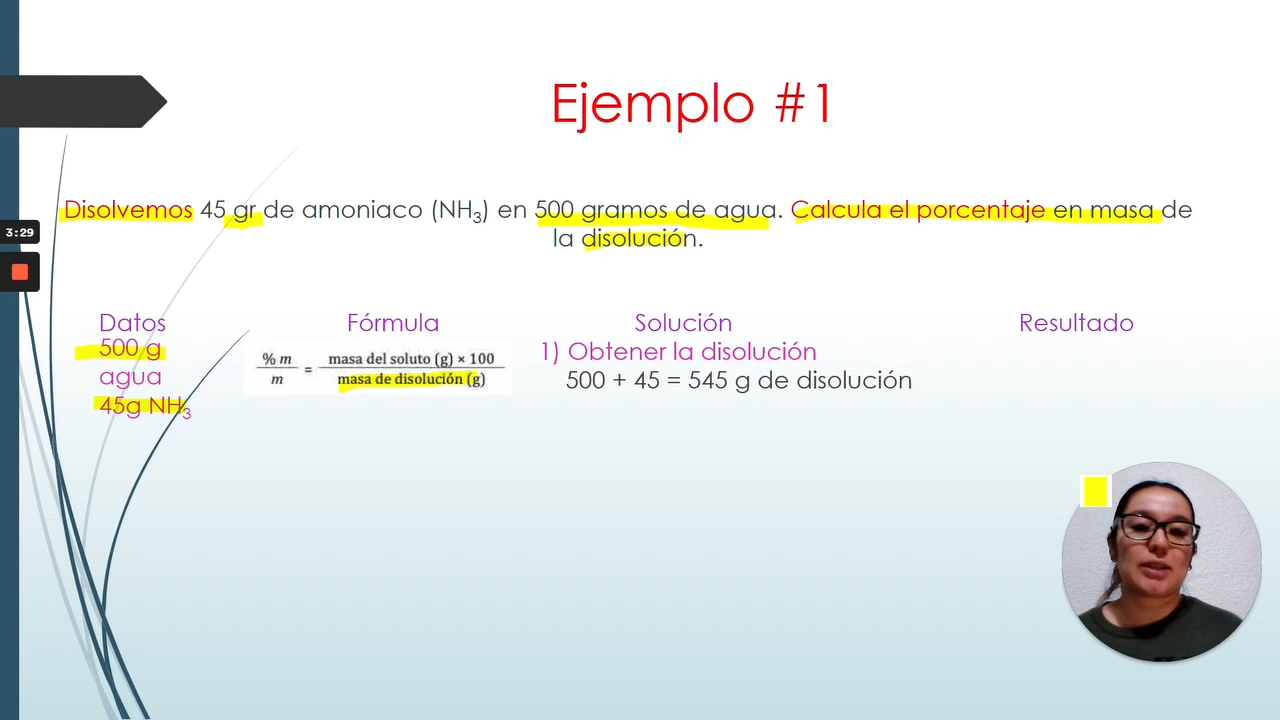 Ejemplo #1
Disolvemos 45 gr de amoniaco (NH₃) en 500 gramos de agua. Calcula el porcentaje en masa de
la disolución.
3:29
Datos
500 g
agua
45g NH₃
Fórmula
% m / m = masa del soluto (g) × 100 / masa de disolución (g)
Solución
1) Obtener la disolución
500 + 45 = 545 g de disolución
Resultado